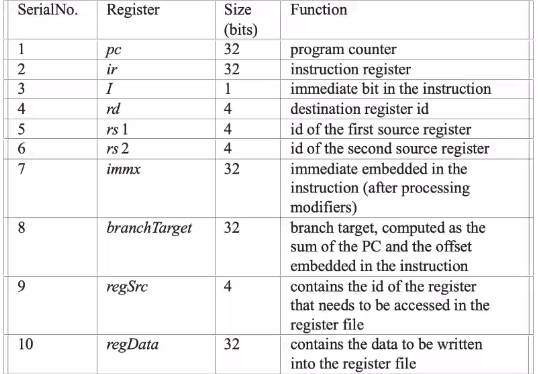 SerialNo. Register Size (bits) Function
1 pc 32 program counter
2 ir 32 instruction register
3 I 1 immediate bit in the instruction
4 rd 4 destination register id
5 rs1 4 id of the first source register
6 rs2 4 id of the second source register
7 immx 32 immediate embedded in the
instruction (after processing
modifiers)
8 branchTarget 32 branch target, computed as the
sum of the PC and the offset
embedded in the instruction
9 regSrc 4 contains the id of the register
that needs to be accessed in the
register file
10 regData 32 contains the data to be written
into the register file